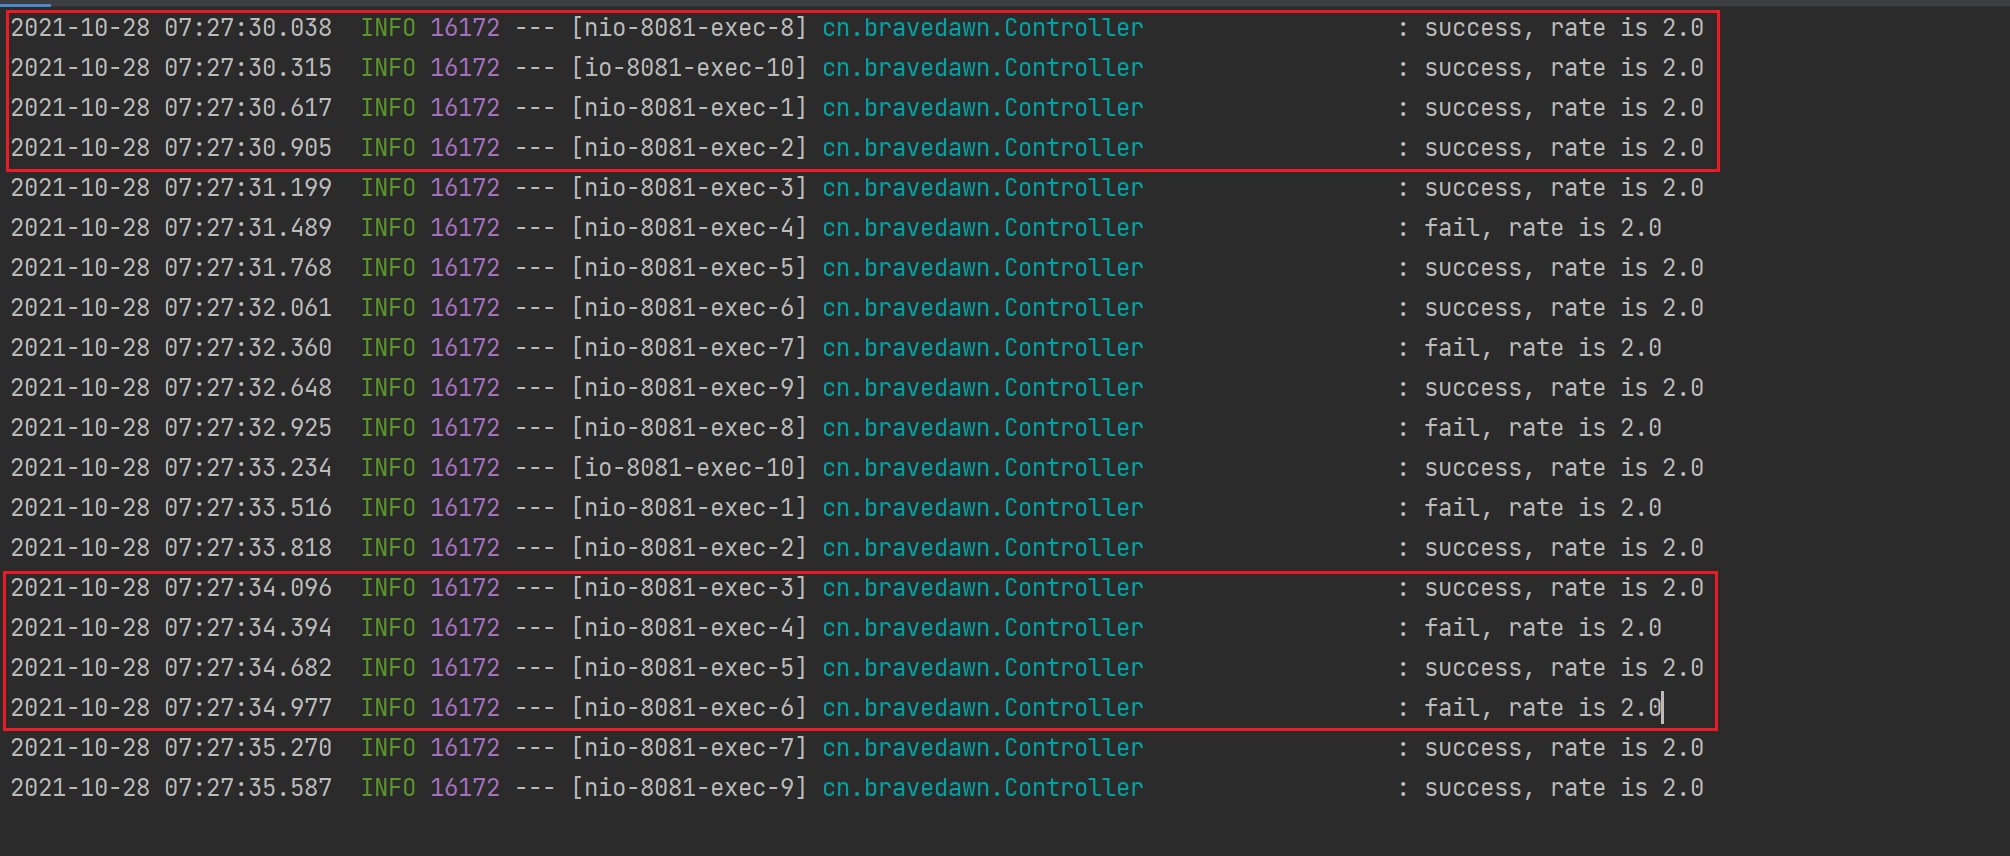 2021-10-28 07:27:30.038  INFO 16172 --- [nio-8081-exec-8] cn.bravedawn.Controller                  : success, rate is 2.0
2021-10-28 07:27:30.315  INFO 16172 --- [io-8081-exec-10] cn.bravedawn.Controller                  : success, rate is 2.0
2021-10-28 07:27:30.617  INFO 16172 --- [nio-8081-exec-1] cn.bravedawn.Controller                  : success, rate is 2.0
2021-10-28 07:27:30.905  INFO 16172 --- [nio-8081-exec-2] cn.bravedawn.Controller                  : success, rate is 2.0
2021-10-28 07:27:31.199  INFO 16172 --- [nio-8081-exec-3] cn.bravedawn.Controller                  : success, rate is 2.0
2021-10-28 07:27:31.489  INFO 16172 --- [nio-8081-exec-4] cn.bravedawn.Controller                  : fail, rate is 2.0
2021-10-28 07:27:31.768  INFO 16172 --- [nio-8081-exec-5] cn.bravedawn.Controller                  : success, rate is 2.0
2021-10-28 07:27:32.061  INFO 16172 --- [nio-8081-exec-6] cn.bravedawn.Controller                  : success, rate is 2.0
2021-10-28 07:27:32.360  INFO 16172 --- [nio-8081-exec-7] cn.bravedawn.Controller                  : fail, rate is 2.0
2021-10-28 07:27:32.648  INFO 16172 --- [nio-8081-exec-9] cn.bravedawn.Controller                  : success, rate is 2.0
2021-10-28 07:27:32.925  INFO 16172 --- [nio-8081-exec-8] cn.bravedawn.Controller                  : fail, rate is 2.0
2021-10-28 07:27:33.234  INFO 16172 --- [io-8081-exec-10] cn.bravedawn.Controller                  : success, rate is 2.0
2021-10-28 07:27:33.516  INFO 16172 --- [nio-8081-exec-1] cn.bravedawn.Controller                  : fail, rate is 2.0
2021-10-28 07:27:33.818  INFO 16172 --- [nio-8081-exec-2] cn.bravedawn.Controller                  : success, rate is 2.0
2021-10-28 07:27:34.096  INFO 16172 --- [nio-8081-exec-3] cn.bravedawn.Controller                  : success, rate is 2.0
2021-10-28 07:27:34.394  INFO 16172 --- [nio-8081-exec-4] cn.bravedawn.Controller                  : fail, rate is 2.0
2021-10-28 07:27:34.682  INFO 16172 --- [nio-8081-exec-5] cn.bravedawn.Controller                  : success, rate is 2.0
2021-10-28 07:27:34.977  INFO 16172 --- [nio-8081-exec-6] cn.bravedawn.Controller                  : fail, rate is 2.0
2021-10-28 07:27:35.270  INFO 16172 --- [nio-8081-exec-7] cn.bravedawn.Controller                  : success, rate is 2.0
2021-10-28 07:27:35.587  INFO 16172 --- [nio-8081-exec-9] cn.bravedawn.Controller                  : success, rate is 2.0